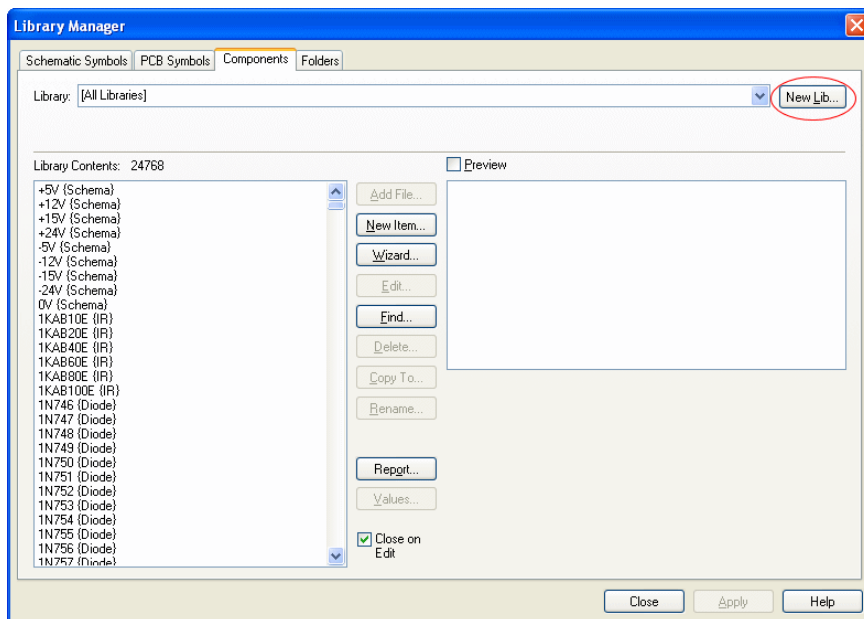 Library Manager
Schematic Symbols PCB Symbols Components Folders
Library: [All Libraries] New Lib...
Library Contents: 24768
Preview
+5V {Schema}
+12V {Schema}
+15V {Schema}
+24V {Schema}
-5V {Schema}
-12V {Schema}
-15V {Schema}
-24V {Schema}
0V {Schema}
1KAB10E {IR}
1KAB20E {IR}
1KAB40E {IR}
1KAB60E {IR}
1KAB80E {IR}
1KAB100E {IR}
1N746 {Diode}
1N747 {Diode}
1N748 {Diode}
1N749 {Diode}
1N750 {Diode}
1N751 {Diode}
1N752 {Diode}
1N753 {Diode}
1N754 {Diode}
1N755 {Diode}
1N756 {Diode}
1N757 {Diode}
Add File...
New Item...
Wizard...
Edit...
Find...
Delete...
Copy To...
Rename...
Report...
Values...
Close on
Edit
Close Apply Help